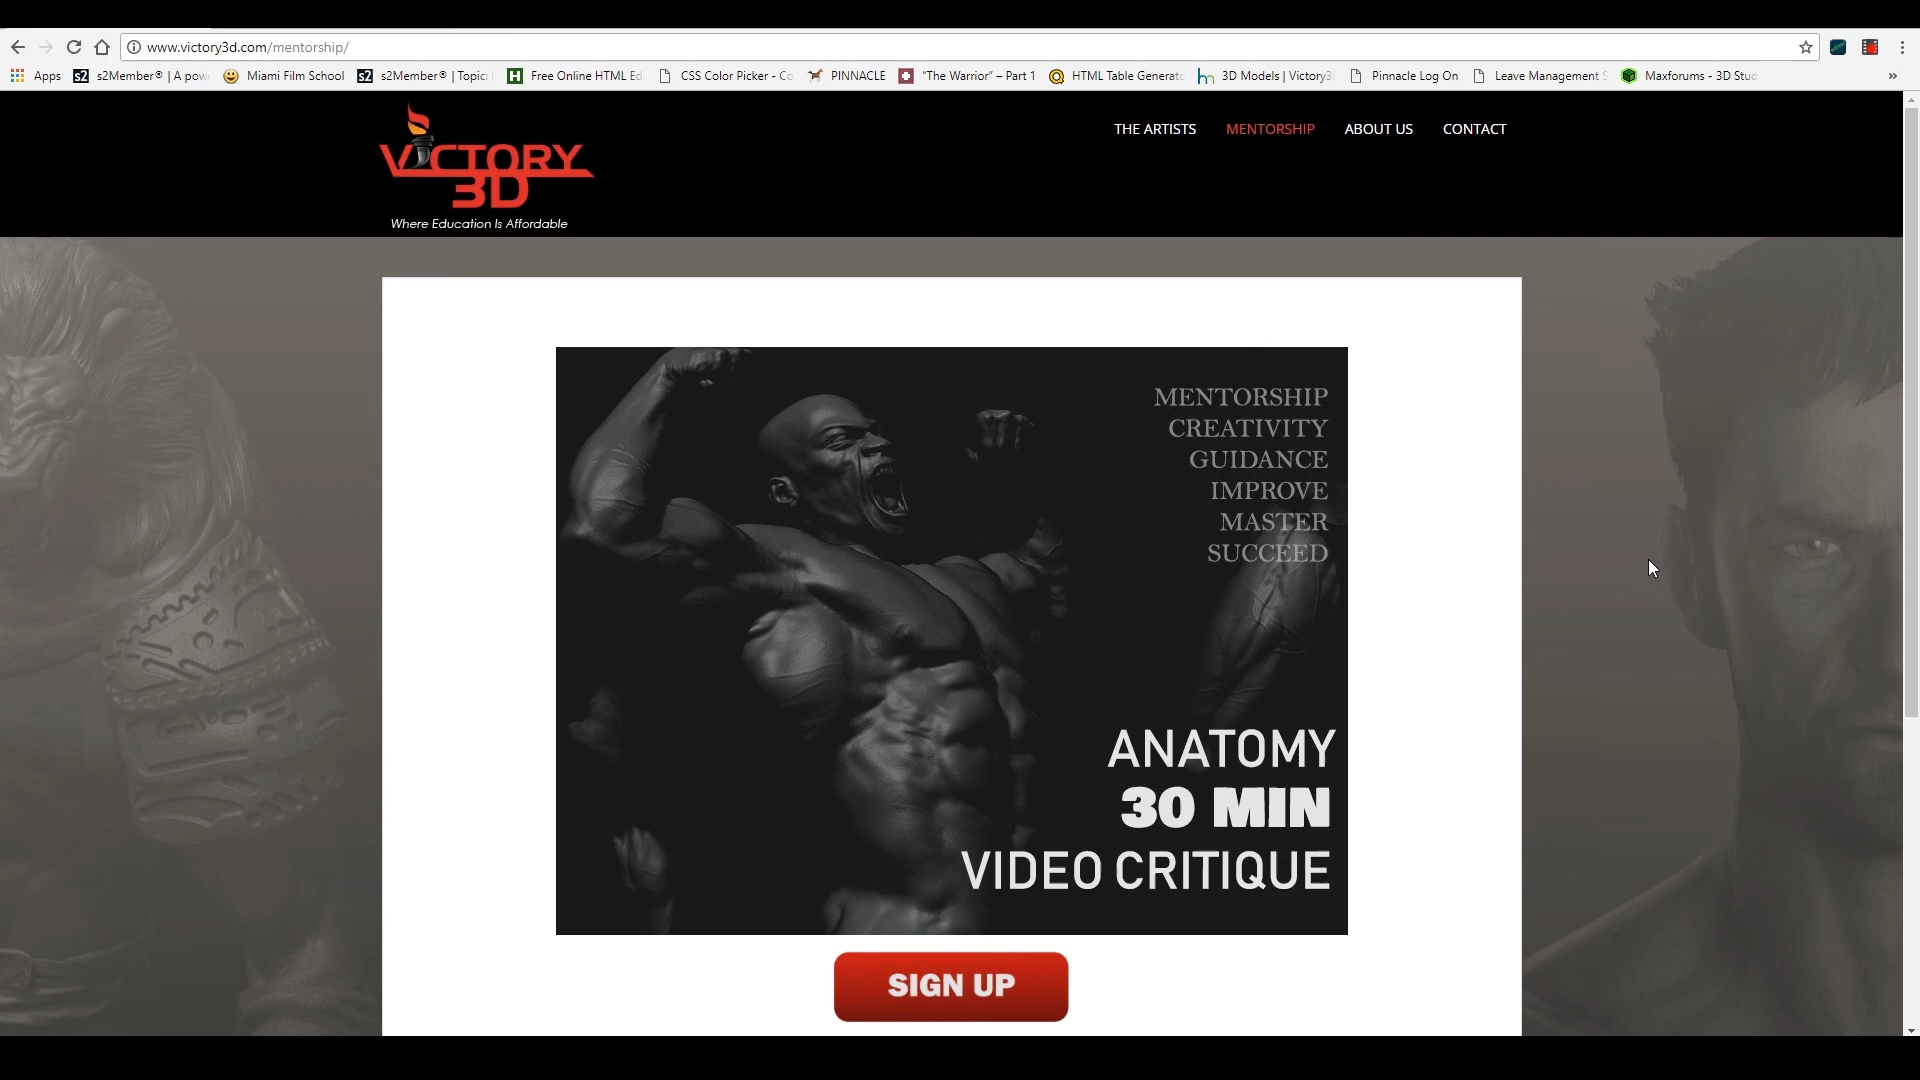 www.victory3d.com/mentorship/
Apps
s2Member® | A pow
Miami Film School
s2Member® | Topic:
Free Online HTML Ed
CSS Color Picker - Co
PINNACLE
"The Warrior" – Part 1
HTML Table Generato
3D Models | Victory3
Pinnacle Log On
Leave Management S
Maxforums - 3D Stud
»
VICTORY
3D
Where Education Is Affordable
THE ARTISTS
MENTORSHIP
ABOUT US
CONTACT
MENTORSHIP
CREATIVITY
GUIDANCE
IMPROVE
MASTER
SUCCEED
ANATOMY
30 MIN
VIDEO CRITIQUE
SIGN UP